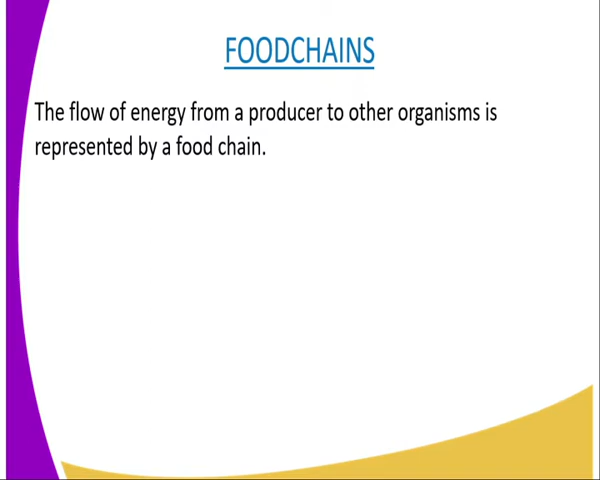 FOODCHAINS
The flow of energy from a producer to other organisms is
represented by a food chain.